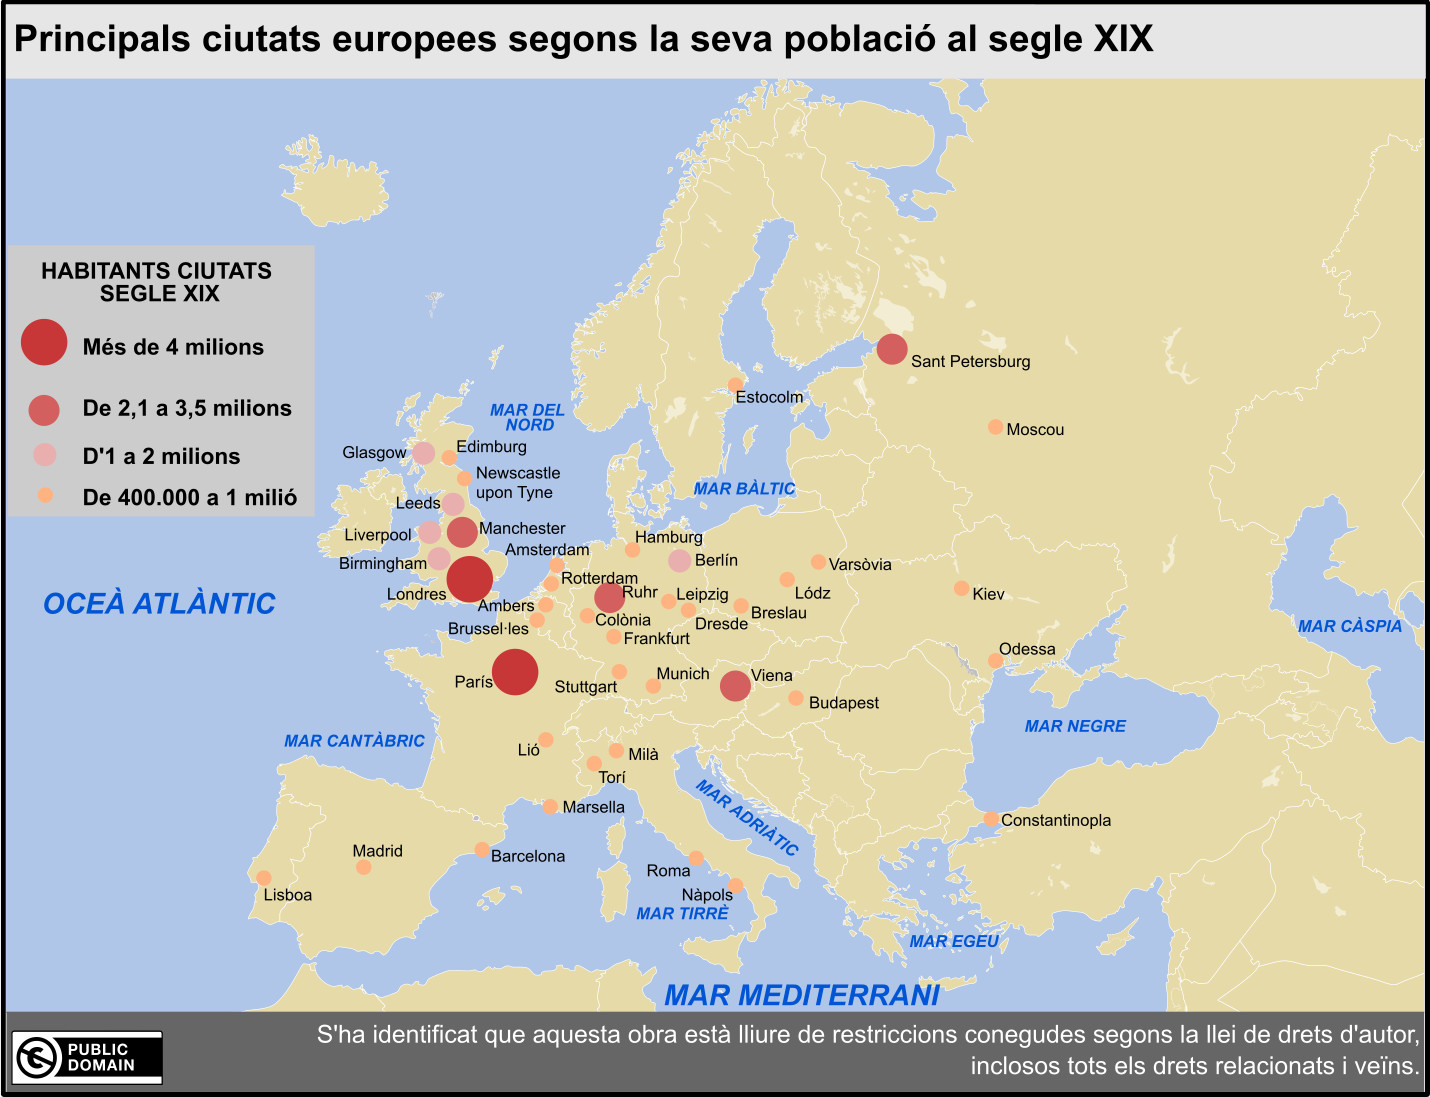 Principals ciutats europees segons la seva població al segle XIX
HABITANTS CIUTATS
SEGLE XIX
Més de 4 milions
De 2,1 a 3,5 milions
D'1 a 2 milions
De 400.000 a 1 milió
Sant Petersburg
Estocolm
MAR DEL
NORD
Moscou
Glasgow
Edimburg
Newscastle
upon Tyne
MAR BÀLTIC
Leeds
Manchester
Liverpool
Hamburg
Amsterdam
Birmingham
Berlín
Varsòvia
Rotterdam
Ruhr
Londres
Leipzig
Lódz
Kiev
OCEÀ ATLÀNTIC
Ambers
Colònia
Dresde
Breslau
Brussel·les
Frankfurt
MAR CÀSPIA
Odessa
París
Stuttgart
Munich
Viena
Budapest
MAR NEGRE
MAR CANTÀBRIC
Lió
Milà
Torí
Marsella
MAR ADRIÀTIC
Constantinopla
Madrid
Barcelona
Roma
Lisboa
Nàpols
MAR TIRRÈ
MAR EGEU
MAR MEDITERRANI
PUBLIC
DOMAIN
S'ha identificat que aquesta obra està lliure de restriccions conegudes segons la llei de drets d'autor,
inclosos tots els drets relacionats i veïns.